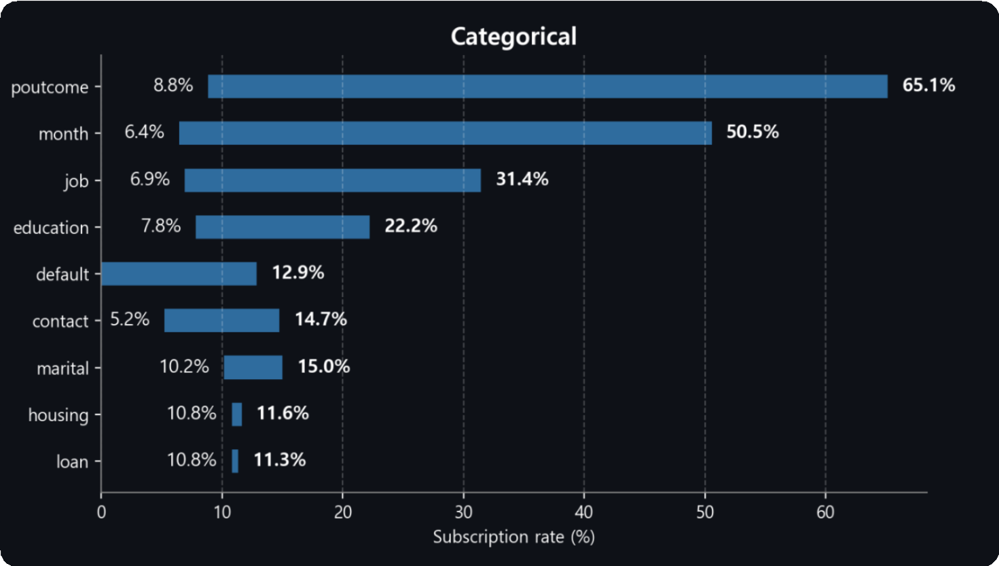 Categorical
poutcome 8.8% 65.1%
month 6.4% 50.5%
job 6.9% 31.4%
education 7.8% 22.2%
default 12.9%
contact 5.2% 14.7%
marital 10.2% 15.0%
housing 10.8% 11.6%
loan 10.8% 11.3%
0 10 20 30 40 50 60
Subscription rate (%)